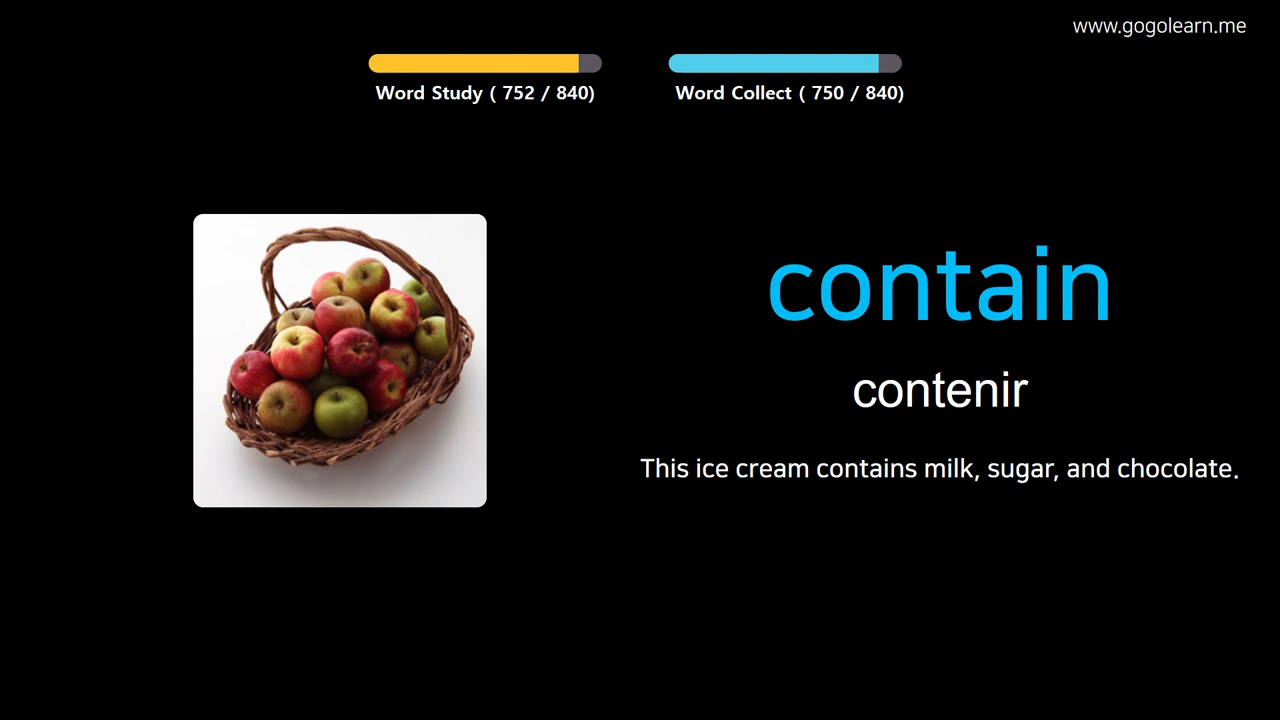 www.gogolearn.me
Word Study ( 752 / 840)
Word Collect ( 750 / 840)
contain
contenir
This ice cream contains milk, sugar, and chocolate.